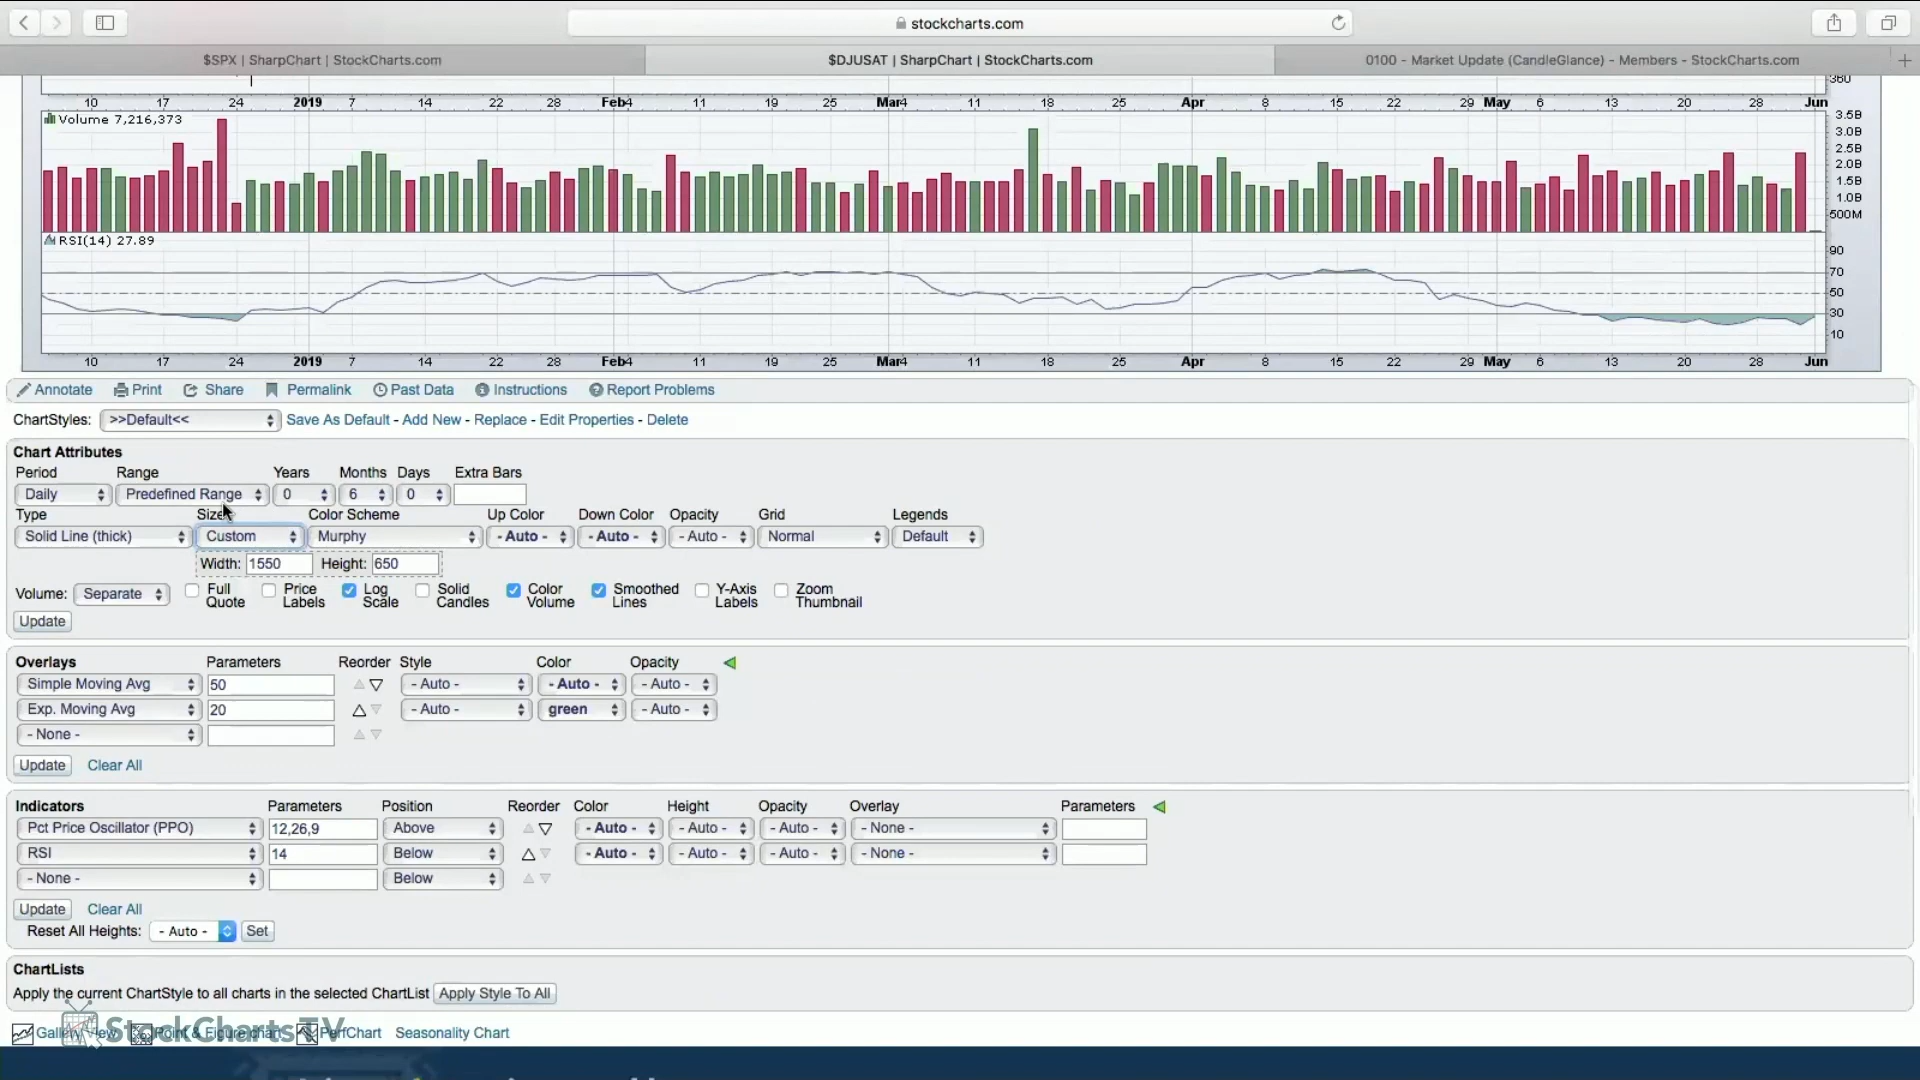 stockcharts.com
$SPX | SharpChart | StockCharts.com
$DJUSAT | SharpChart | StockCharts.com
0100 - Market Update (CandleGlance) - Members - StockCharts.com
360
10 17 24 2019 7 14 22 28 Feb4 11 19 25 Mar4 11 18 25 Apr 8 15 22 29 May 6 13 20 28 Jun
Volume 7,216,373
3.5B
3.0B
2.5B
2.0B
1.5B
1.0B
500M
RSI(14) 27.89
90
70
50
30
10
10 17 24 2019 7 14 22 28 Feb4 11 19 25 Mar4 11 18 25 Apr 8 15 22 29 May 6 13 20 28 Jun
Annotate Print Share Permalink Past Data Instructions Report Problems
ChartStyles: >>Default<< Save As Default - Add New - Replace - Edit Properties - Delete
Chart Attributes
Period Range Years Months Days Extra Bars
Daily Predefined Range 0 6 0
Type Size Color Scheme Up Color Down Color Opacity Grid Legends
Solid Line (thick) Custom Murphy - Auto - - Auto - - Auto - Normal Default
Width: 1550 Height: 650
Volume: Separate Full Quote Price Labels Log Scale Solid Candles Color Volume Smoothed Lines Y-Axis Labels Zoom Thumbnail
Update
Overlays Parameters Reorder Style Color Opacity
Simple Moving Avg 50 - Auto - - Auto - - Auto -
Exp. Moving Avg 20 - Auto - green - Auto -
- None -
Update Clear All
Indicators Parameters Position Reorder Color Height Opacity Overlay Parameters
Pct Price Oscillator (PPO) 12,26,9 Above - Auto - - Auto - - Auto - - None -
RSI 14 Below - Auto - - Auto - - Auto - - None -
- None - Below
Update Clear All
Reset All Heights: - Auto - Set
ChartLists
Apply the current ChartStyle to all charts in the selected ChartList Apply Style To All
StockChartsTV
PerfChart Seasonality Chart